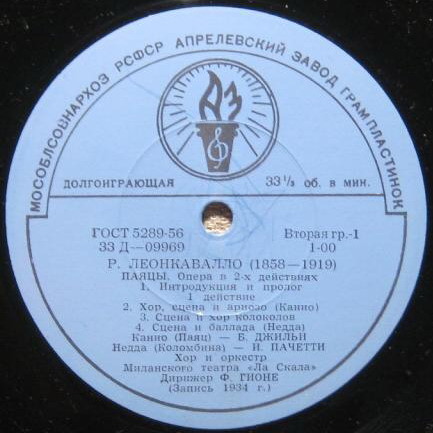 МОСОБЛСОВНАРХОЗ РСФСР АПРЕЛЕВСКИЙ ЗАВОД ГРАМПЛАСТИНОК
АЗ
ДОЛГОИГРАЮЩАЯ 33⅓ об. в мин.
ГОСТ 5289-56 Вторая гр.-1
33 Д—09969 1-00
Р. ЛЕОНКАВАЛЛО (1858—1919)
ПАЯЦЫ. Опера в 2-х действиях
1. Интродукция и пролог
1 действие
2. Хор, сцена и ариозо (Канио)
3. Сцена и хор колоколов
4. Сцена и баллада (Недда)
Канио (Паяц) — Б. ДЖИЛЬИ
Недда (Коломбина) — И. ПАЧЕТТИ
Хор и оркестр
Миланского театра „Ла Скала"
Дирижер Ф. ГИОНЕ
(Запись 1934 г.)